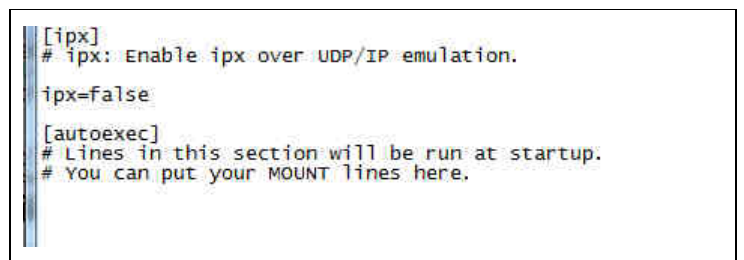 [ipx]
# ipx: Enable ipx over UDP/IP emulation.
ipx=false
[autoexec]
# Lines in this section will be run at startup.
# You can put your MOUNT lines here.